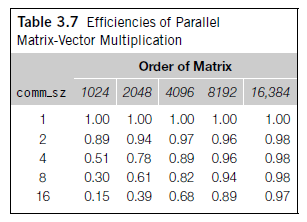 Table 3.7 Efficiencies of Parallel
Matrix-Vector Multiplication
Order of Matrix
comm_sz 1024 2048 4096 8192 16,384
1 1.00 1.00 1.00 1.00 1.00
2 0.89 0.94 0.97 0.96 0.98
4 0.51 0.78 0.89 0.96 0.98
8 0.30 0.61 0.82 0.94 0.98
16 0.15 0.39 0.68 0.89 0.97